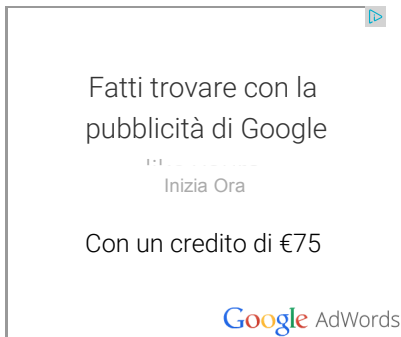 Fatti trovare con la
pubblicità di Google
Inizia Ora
Con un credito di €75
Google AdWords